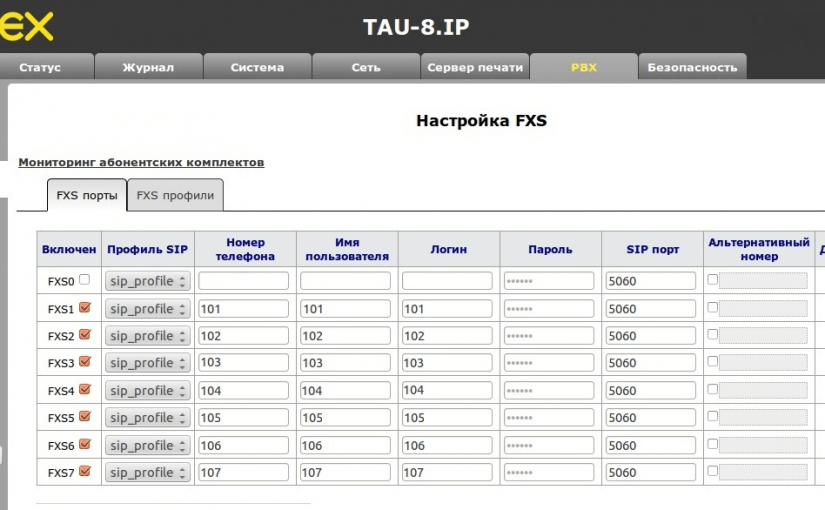 EX
TAU-8.IP
Статус Журнал Система Сеть Сервер печати PBX Безопасность
Настройка FXS
Мониторинг абонентских комплектов
FXS порты FXS профили
Включен Профиль SIP Номер телефона Имя пользователя Логин Пароль SIP порт Альтернативный номер
FXS0 sip_profile •••••• 5060
FXS1 sip_profile 101 101 101 •••••• 5060
FXS2 sip_profile 102 102 102 •••••• 5060
FXS3 sip_profile 103 103 103 •••••• 5060
FXS4 sip_profile 104 104 104 •••••• 5060
FXS5 sip_profile 105 105 105 •••••• 5060
FXS6 sip_profile 106 106 106 •••••• 5060
FXS7 sip_profile 107 107 107 •••••• 5060